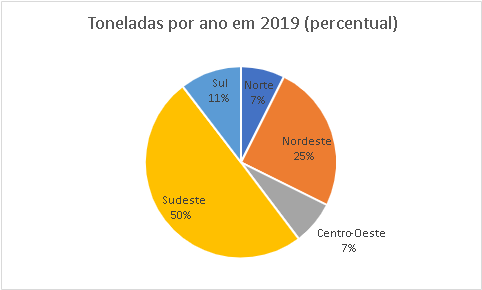 Toneladas por ano em 2019 (percentual)
Sul
11%
Norte
7%
Nordeste
25%
Sudeste
50%
Centro-Oeste
7%